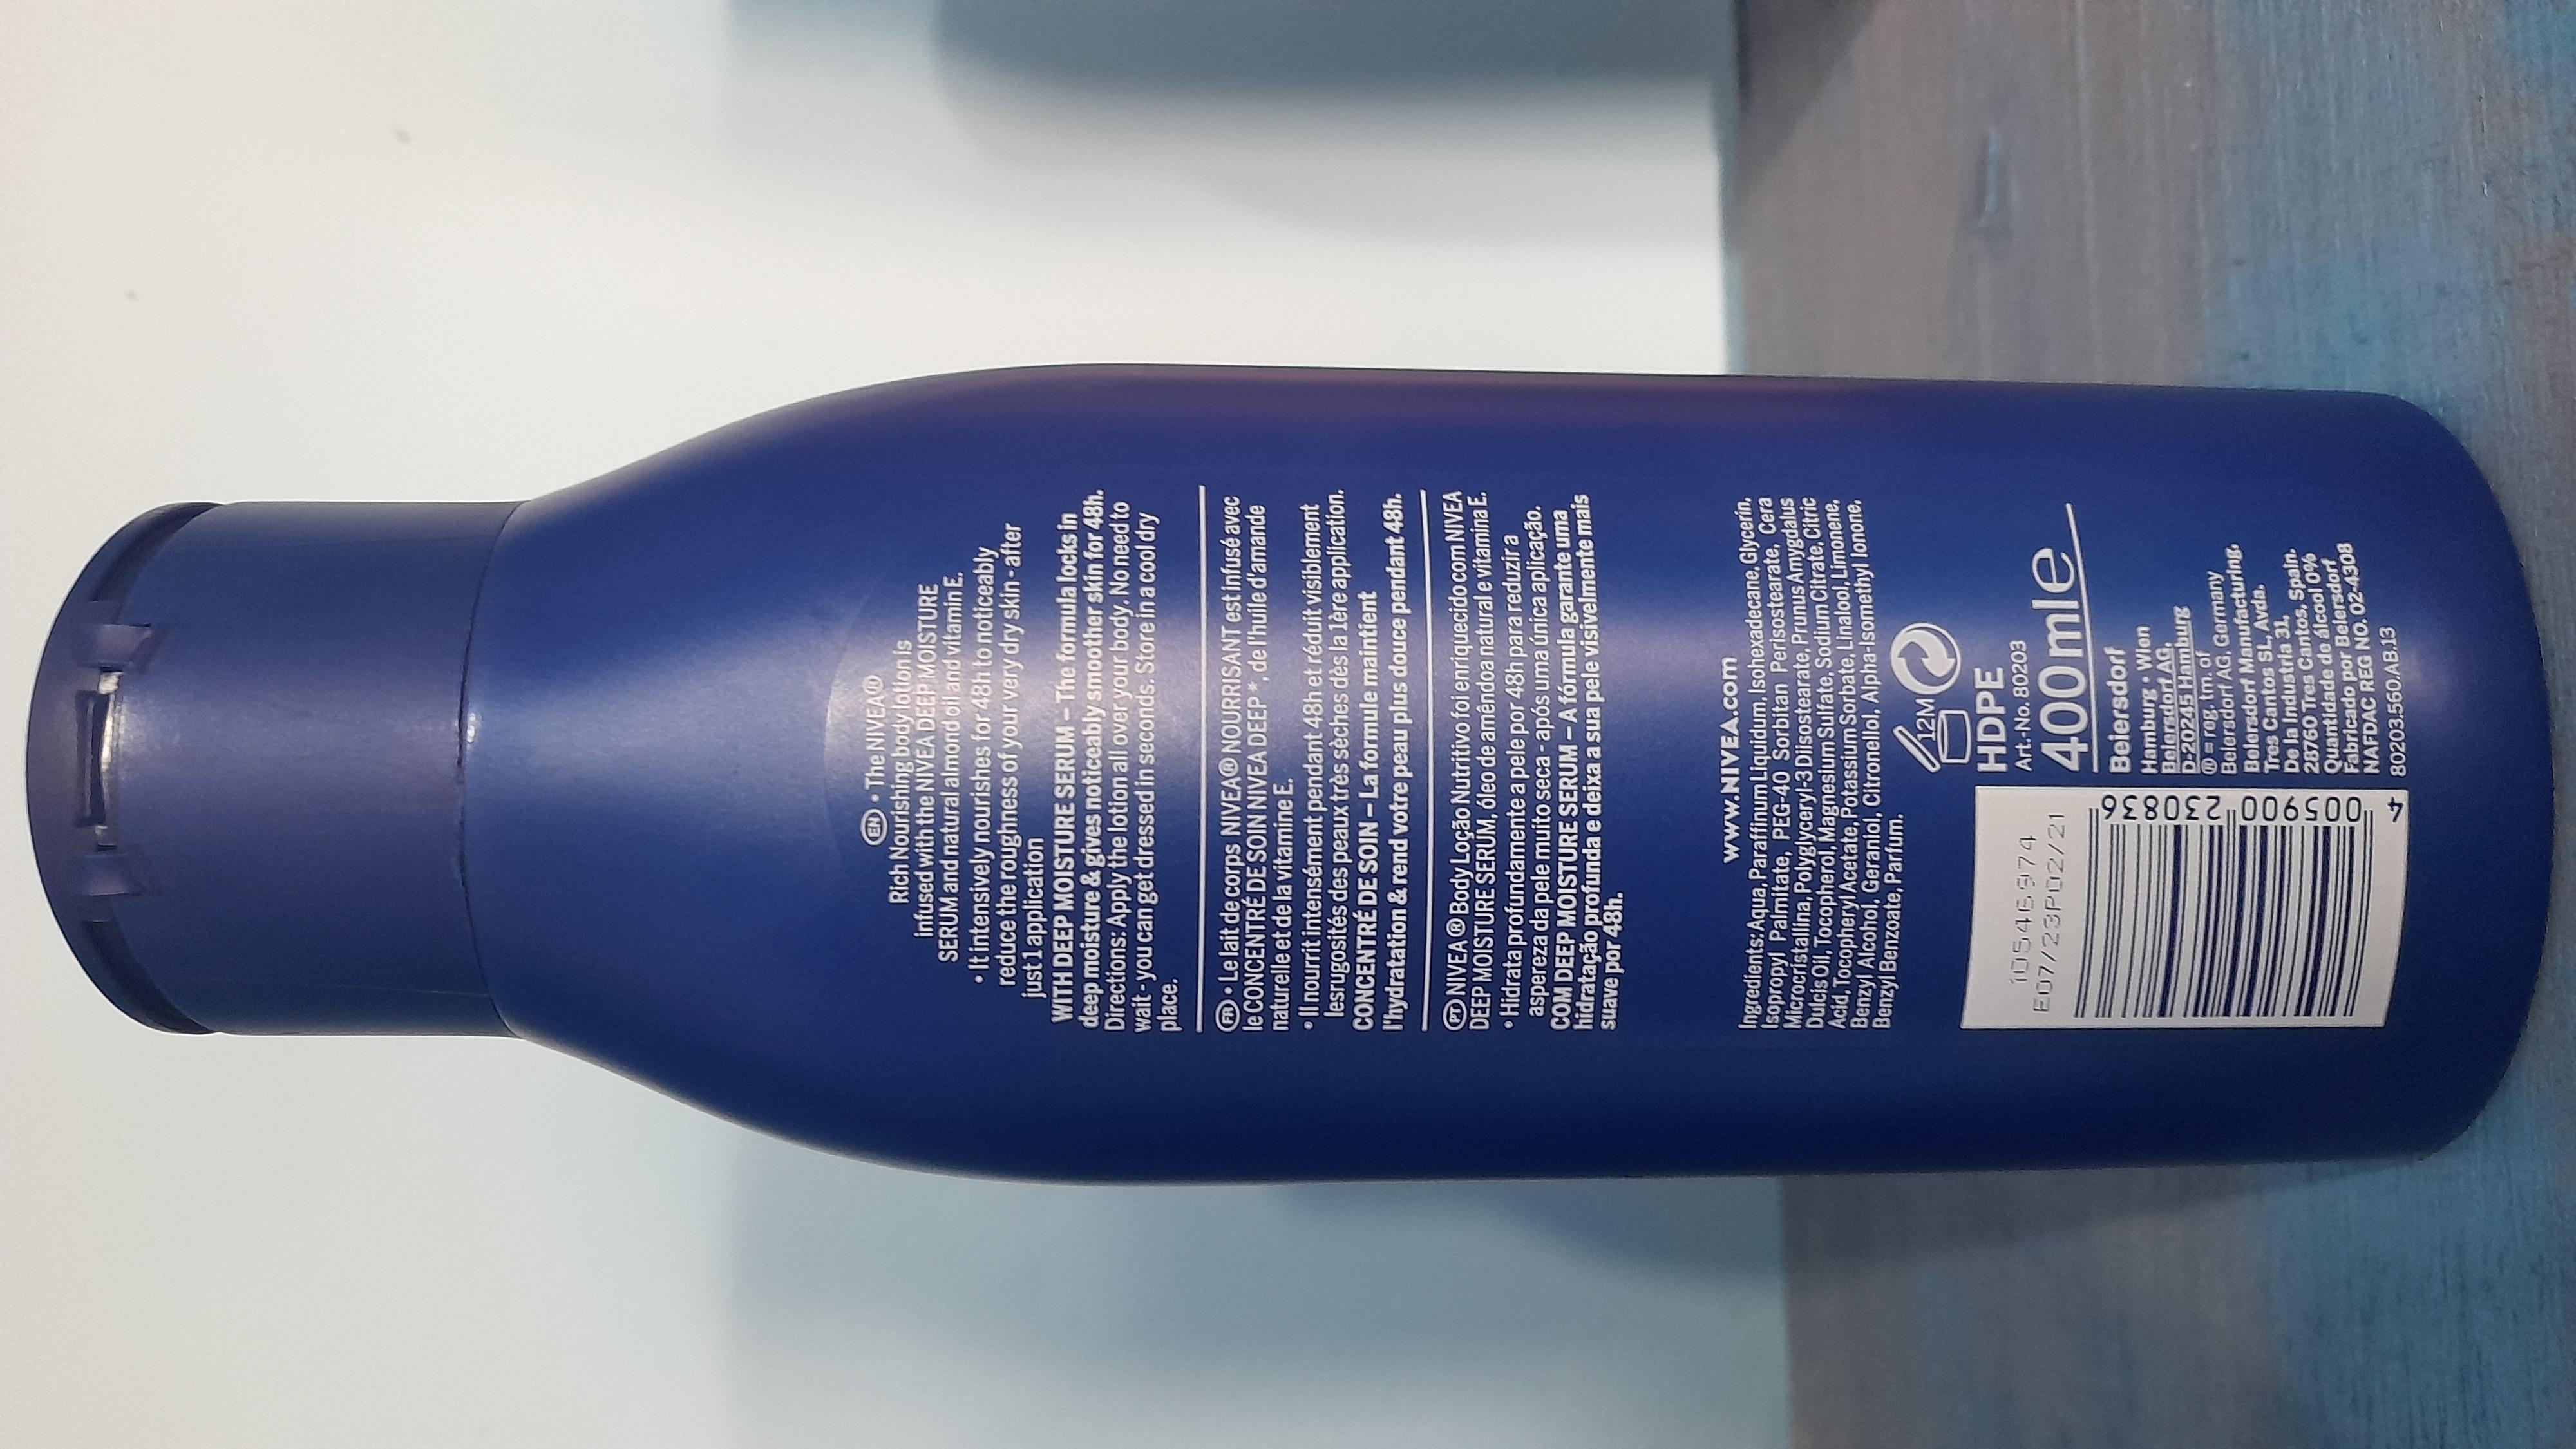 EN • The NIVEA®
Rich Nourishing body lotion is
infused with the NIVEA DEEP MOISTURE
SERUM and natural almond oil and vitamin E.
• It intensively nourishes for 48h to noticeably
reduce the roughness of your very dry skin - after
just 1 application
WITH DEEP MOISTURE SERUM – The formula locks in
deep moisture & gives noticeably smoother skin for 48h.
Directions: Apply the lotion all over your body. No need to
wait - you can get dressed in seconds. Store in a cool dry
place.
FR • Le lait de corps NIVEA® NOURRISSANT est infusé avec
le CONCENTRÉ DE SOIN NIVEA DEEP*, de l'huile d'amande
naturelle et de la vitamine E.
• Il nourrit intensément pendant 48h et réduit visiblement
les rugosités des peaux très sèches dès la 1ère application.
CONCENTRÉ DE SOIN – La formule maintient
l'hydratation & rend votre peau plus douce pendant 48h.
PT NIVEA® Body Loção Nutritivo foi enriquecido com NIVEA
DEEP MOISTURE SERUM, óleo de amêndoa natural e vitamina E.
• Hidrata profundamente a pele por 48h para reduzir a
aspereza da pele muito seca - após uma única aplicação.
COM DEEP MOISTURE SERUM – A fórmula garante uma
hidratação profunda e deixa a sua pele visivelmente mais
suave por 48h.
www.NIVEA.com
Ingredients: Aqua, Paraffinum Liquidum, Isohexadecane, Glycerin,
Isopropyl Palmitate, PEG-40 Sorbitan Perisostearate, Cera
Microcristallina, Polyglyceryl-3 Diisostearate, Prunus Amygdalus
Dulcis Oil, Tocopherol, Magnesium Sulfate, Sodium Citrate, Citric
Acid, Tocopheryl Acetate, Potassium Sorbate, Linalool, Limonene,
Benzyl Alcohol, Geraniol, Citronellol, Alpha-Isomethyl Ionone,
Benzyl Benzoate, Parfum.
12M
HDPE
Art.-No. 80203
400 ml e
Beiersdorf
Hamburg • Wien
Beiersdorf AG,
D-20245 Hamburg
® = reg. tm. of
Beiersdorf AG, Germany
Beiersdorf Manufacturing,
Tres Cantos SL, Avda.
De la Industria 31,
28760 Tres Cantos, Spain.
Quantidade de álcool 0%
Fabricado por Beiersdorf
NAFDAC REG NO. 02-4308
80203.560.AB.13
10546974
E07/23P02/21
4 005900 230836